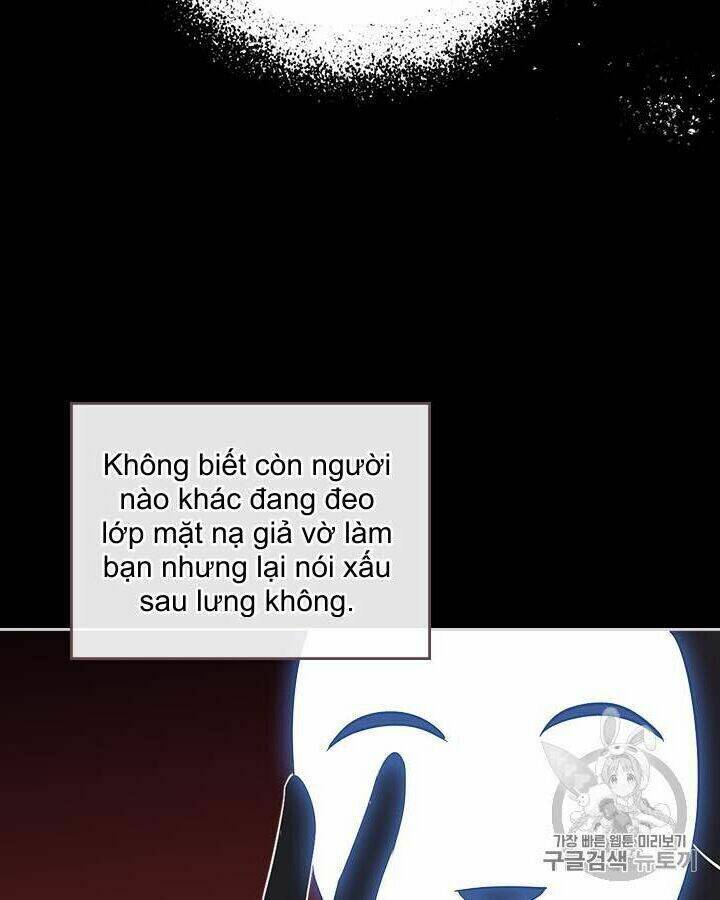 Không biết còn người
nào khác đang đeo
lớp mặt nạ giả vờ làm
bạn nhưng lại nói xấu
sau lưng không.
가장 빠른 웹툰 미리보기
구글검색 뉴토끼